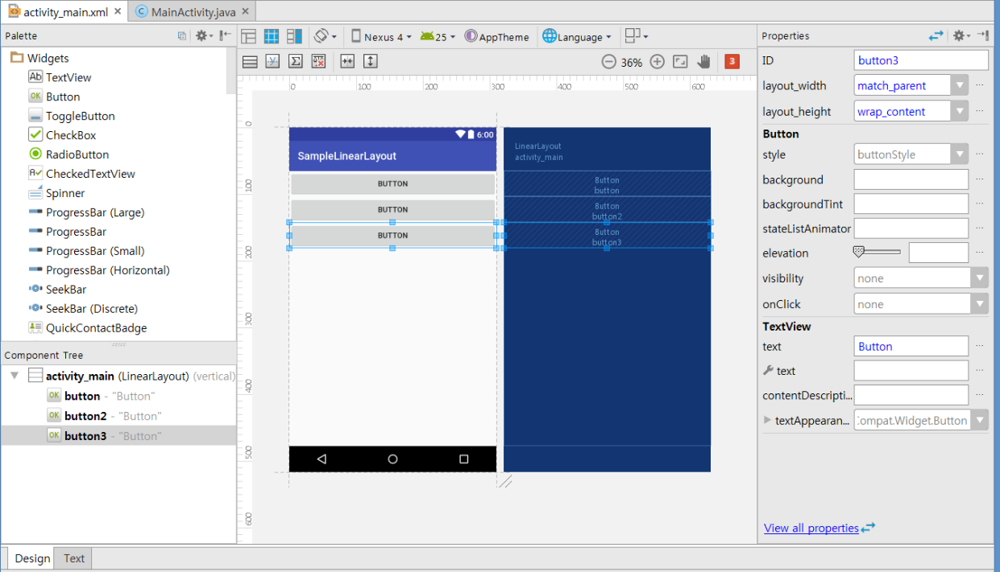 activity_main.xml
MainActivity.java
Palette
Nexus 4
25
AppTheme
Language
Properties
Widgets
TextView
Button
ToggleButton
CheckBox
RadioButton
CheckedTextView
Spinner
ProgressBar (Large)
ProgressBar
ProgressBar (Small)
ProgressBar (Horizontal)
SeekBar
SeekBar (Discrete)
QuickContactBadge
Ab
OK
36%
3
0 100 200 300 400 500 600
0
100
200
300
400
500
600
6:00
SampleLinearLayout
BUTTON
BUTTON
BUTTON
LinearLayout
activity_main
Button
button
Button
button2
Button
button3
Component Tree
activity_main (LinearLayout) (vertical)
OK button - "Button"
OK button2 - "Button"
OK button3 - "Button"
ID button3
layout_width match_parent
layout_height wrap_content
Button
style buttonStyle
background
backgroundTint
stateListAnimator
elevation
visibility none
onClick none
TextView
text Button
text
contentDescripti...
textAppearan... Compat.Widget.Button
View all properties
Design Text